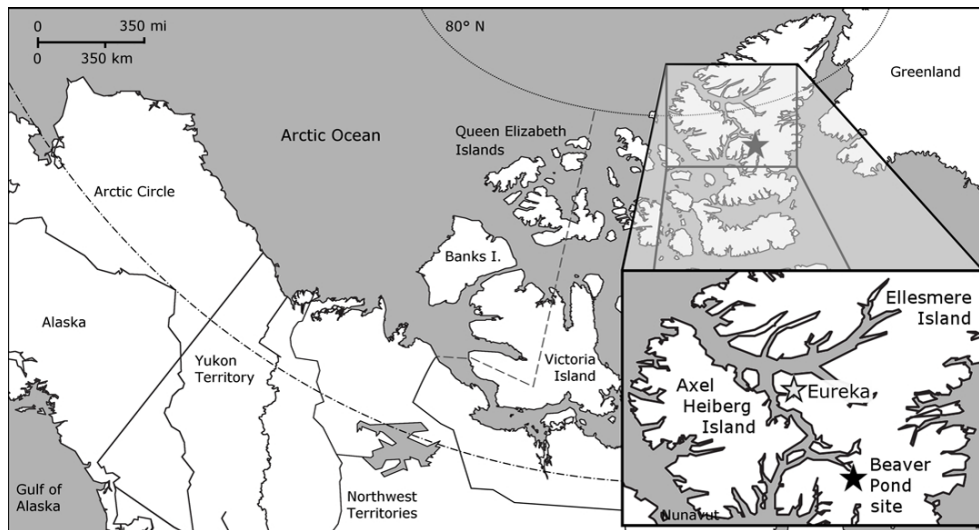 0 350 mi
0 350 km
80° N
Greenland
Arctic Ocean
Queen Elizabeth
Islands
Arctic Circle
Banks I.
Alaska
Yukon
Territory
Victoria
Island
Ellesmere
Island
Axel
Heiberg
Island
Eureka
Beaver
Pond
site
Gulf of
Alaska
Northwest
Territories
Nunavut